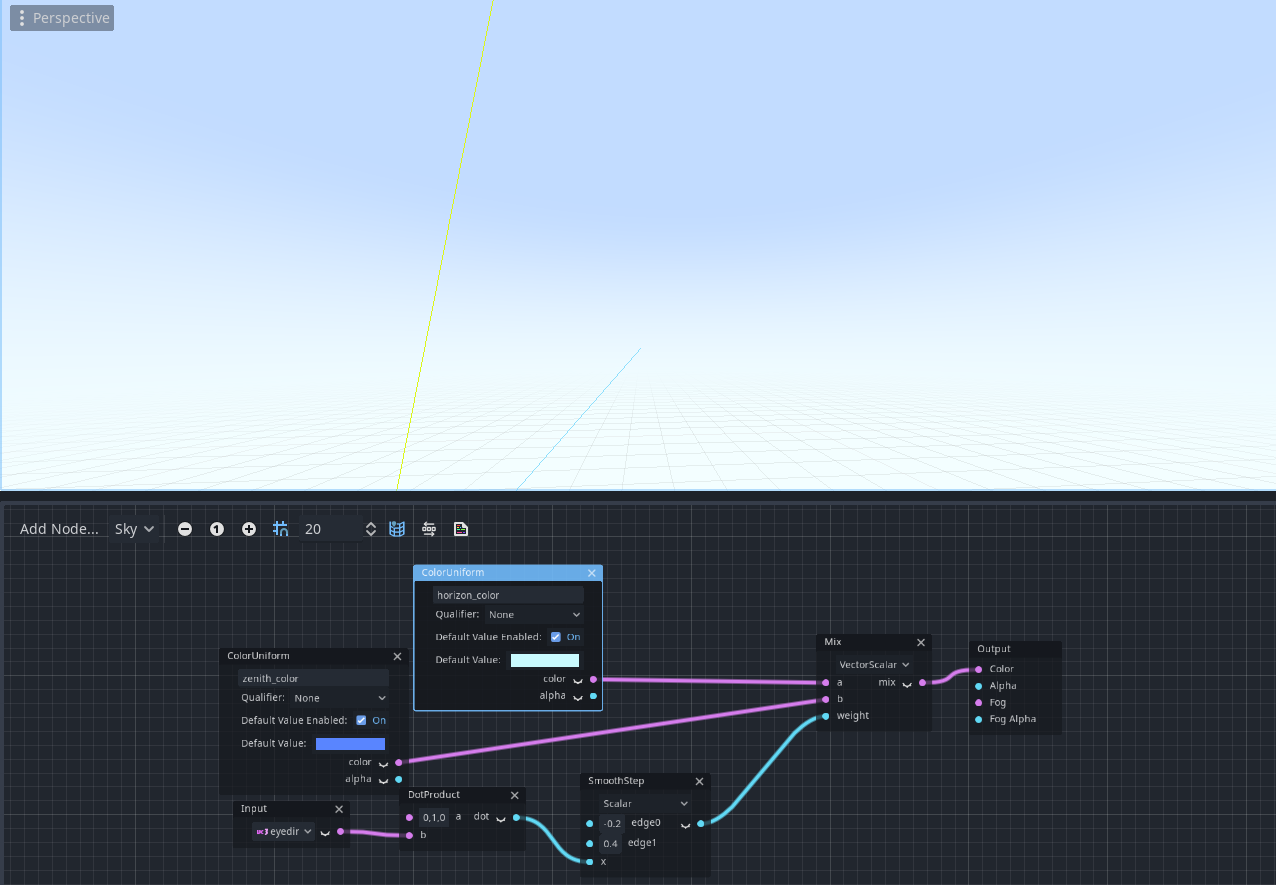 Perspective
Add Node... Sky 20
ColorUniform
horizon_color
Qualifier: None
Default Value Enabled: On
Default Value:
color
alpha
ColorUniform
zenith_color
Qualifier: None
Default Value Enabled: On
Default Value:
color
alpha
Input
eyedir
DotProduct
0,1,0 a dot
b
SmoothStep
Scalar
-0.2 edge0
0.4 edge1
x
Mix
VectorScalar
a mix
b
weight
Output
Color
Alpha
Fog
Fog Alpha